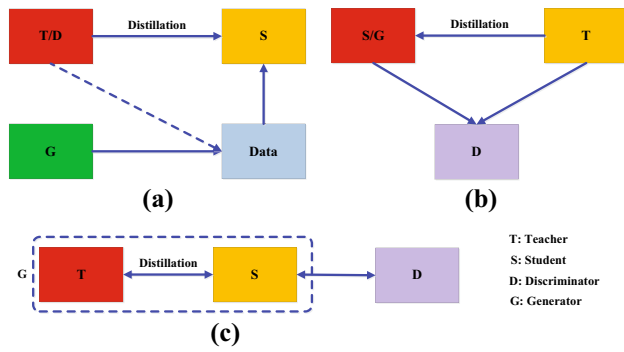 T/D
Distillation
S
G
Data
(a)
S/G
Distillation
T
D
(b)
G
T
Distillation
S
D
(c)
T: Teacher
S: Student
D: Discriminator
G: Generator